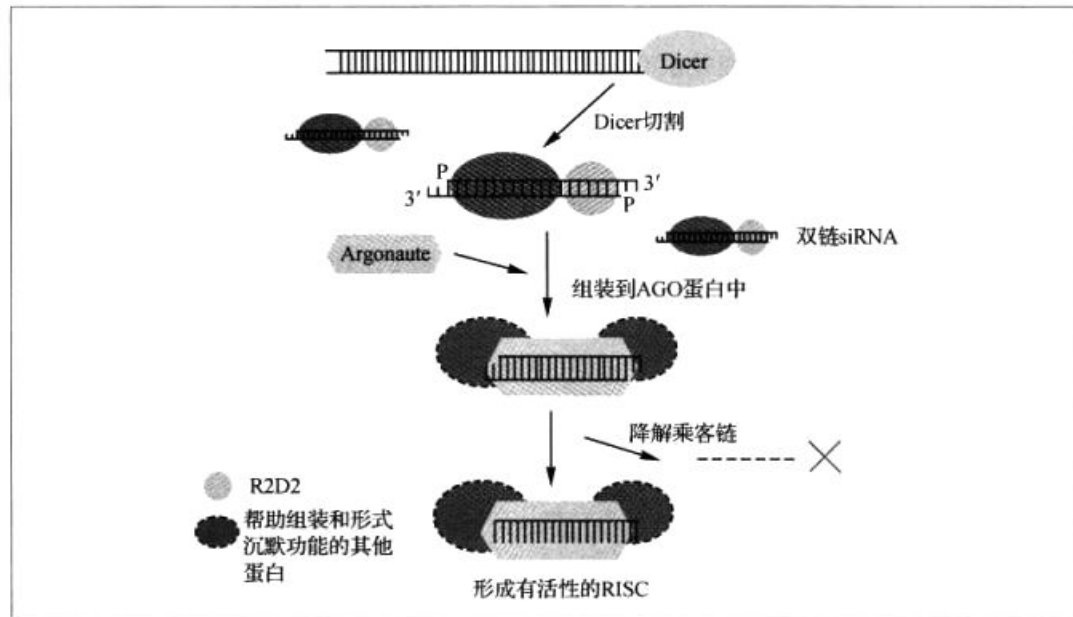 Dicer
Dicer切割
P
3′
3′
P
双链siRNA
Argonaute
组装到AGO蛋白中
降解乘客链
R2D2
帮助组装和形式
沉默功能的其他
蛋白
形成有活性的RISC